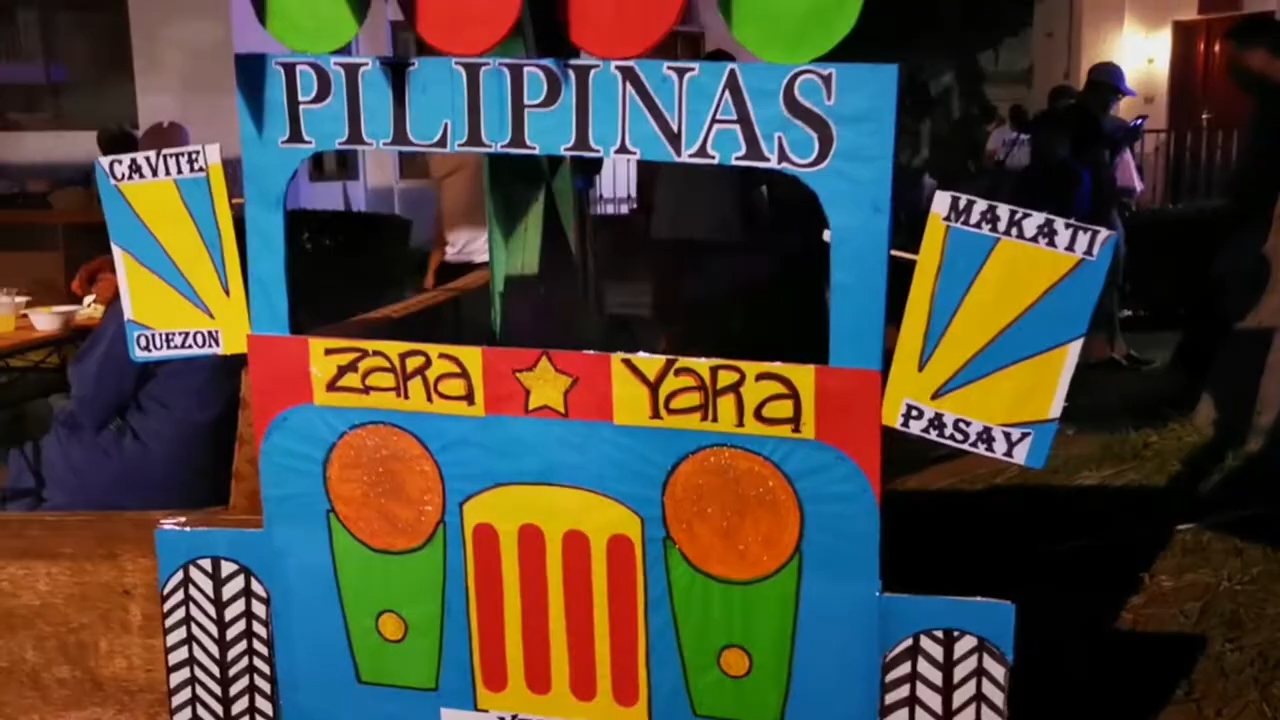 PILIPINAS
CAVITE
QUEZON
MAKATI
PASAY
ZARA
YARA